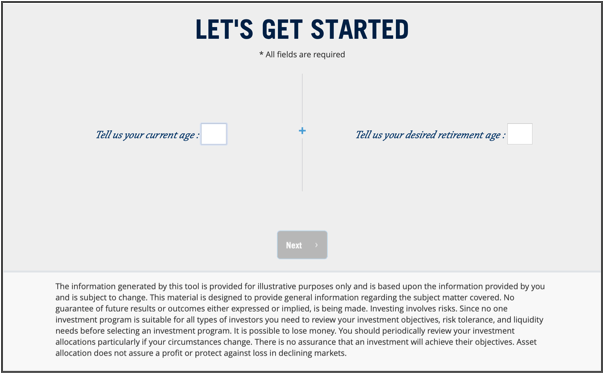 LET'S GET STARTED
* All fields are required
Tell us your current age :
+
Tell us your desired retirement age :
Next ›
The information generated by this tool is provided for illustrative purposes only and is based upon the information provided by you
and is subject to change. This material is designed to provide general information regarding the subject matter covered. No
guarantee of future results or outcomes either expressed or implied, is being made. Investing involves risks. Since no one
investment program is suitable for all types of investors you need to review your investment objectives, risk tolerance, and liquidity
needs before selecting an investment program. It is possible to lose money. You should periodically review your investment
allocations particularly if your circumstances change. There is no assurance that an investment will achieve their objectives. Asset
allocation does not assure a profit or protect against loss in declining markets.